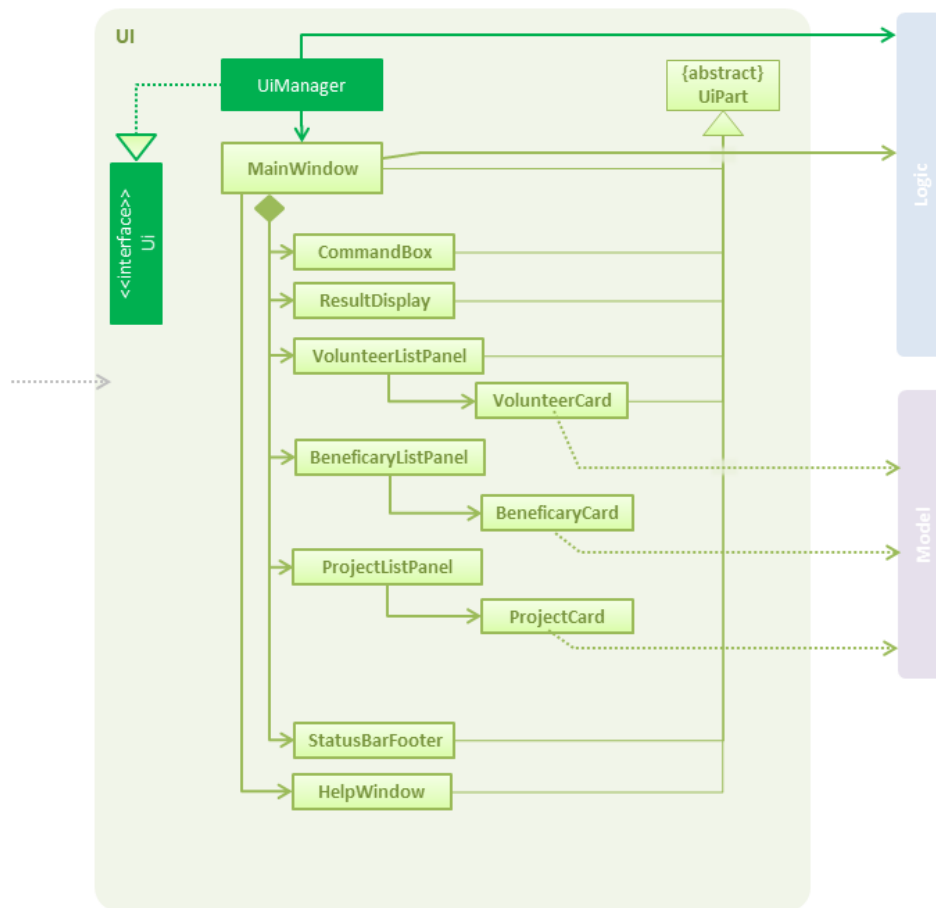 UI
UiManager
{abstract}
UiPart
MainWindow
<<interface>>
Ui
Logic
CommandBox
ResultDisplay
VolunteerListPanel
VolunteerCard
BeneficaryListPanel
BeneficaryCard
Model
ProjectListPanel
ProjectCard
StatusBarFooter
HelpWindow